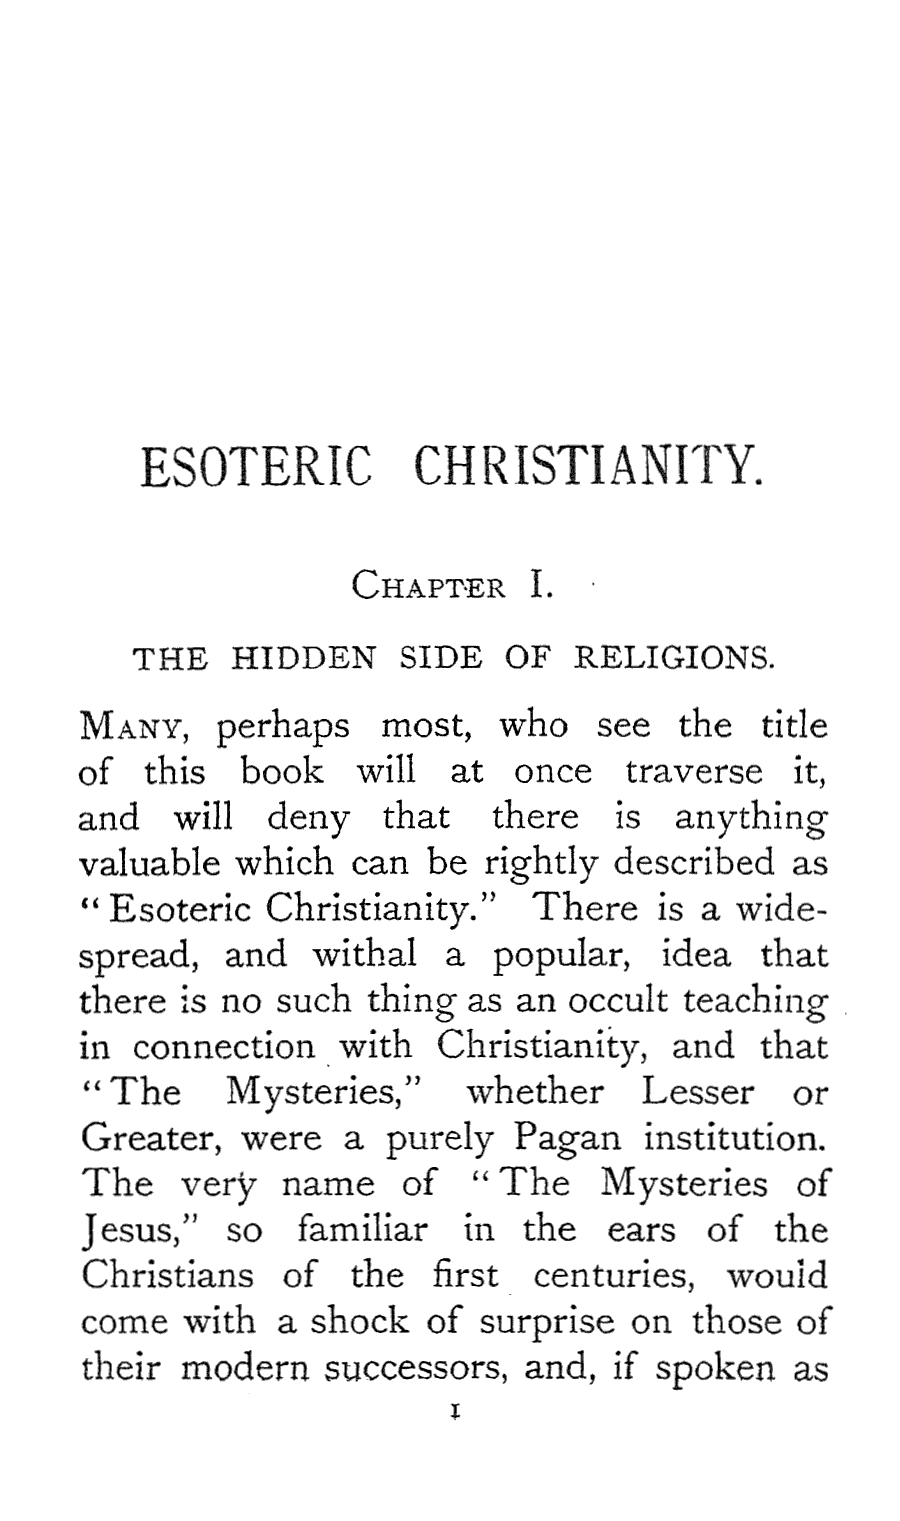 ESOTERIC CHRISTIANITY.
CHAPTER I.
THE HIDDEN SIDE OF RELIGIONS.
MANY, perhaps most, who see the title
of this book will at once traverse it,
and will deny that there is anything
valuable which can be rightly described as
“Esoteric Christianity.” There is a wide-
spread, and withal a popular, idea that
there is no such thing as an occult teaching
in connection with Christianity, and that
“The Mysteries,” whether Lesser or
Greater, were a purely Pagan institution.
The very name of “The Mysteries of
Jesus,” so familiar in the ears of the
Christians of the first centuries, would
come with a shock of surprise on those of
their modern successors, and, if spoken as
1